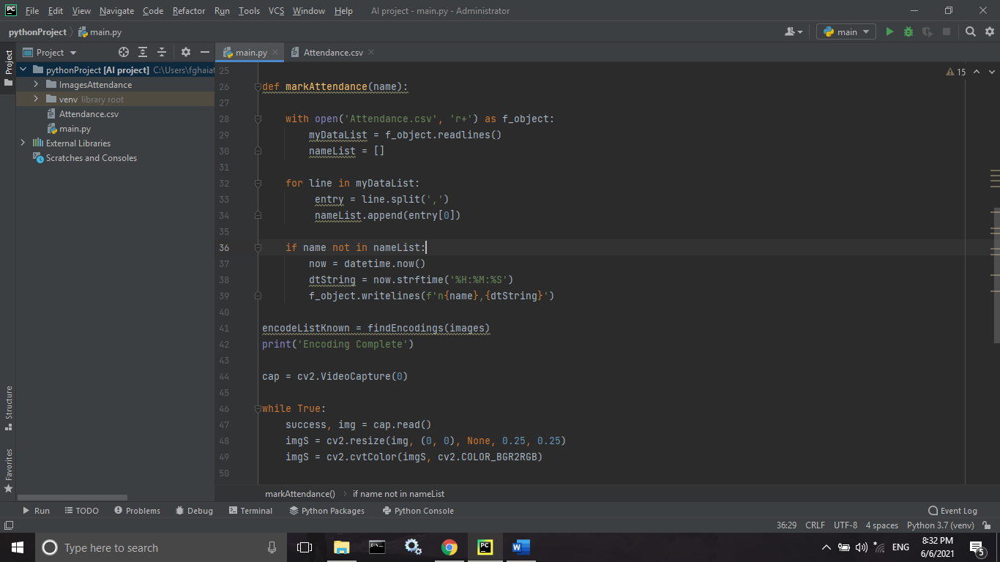 File Edit View Navigate Code Refactor Run Tools VCS Window Help AI project - main.py - Administrator
pythonProject main.py main
Project main.py Attendance.csv
Project
pythonProject [AI project] C:\Users\fghaiat
ImagesAttendance
venv library root
Attendance.csv
main.py
External Libraries
Scratches and Consoles
Structure
Favorites
15
25
26 def markAttendance(name):
27
28 with open('Attendance.csv', 'r+') as f_object:
29 myDataList = f_object.readlines()
30 nameList = []
31
32 for line in myDataList:
33 entry = line.split(',')
34 nameList.append(entry[0])
35
36 if name not in nameList:
37 now = datetime.now()
38 dtString = now.strftime('%H:%M:%S')
39 f_object.writelines(f'n{name},{dtString}')
40
41 encodeListKnown = findEncodings(images)
42 print('Encoding Complete')
43
44 cap = cv2.VideoCapture(0)
45
46 while True:
47 success, img = cap.read()
48 imgS = cv2.resize(img, (0, 0), None, 0.25, 0.25)
49 imgS = cv2.cvtColor(imgS, cv2.COLOR_BGR2RGB)
50
markAttendance() if name not in nameList
Run TODO Problems Debug Terminal Python Packages Python Console Event Log
36:29 CRLF UTF-8 4 spaces Python 3.7 (venv)
Type here to search ENG 8:32 PM
6/6/2021 5